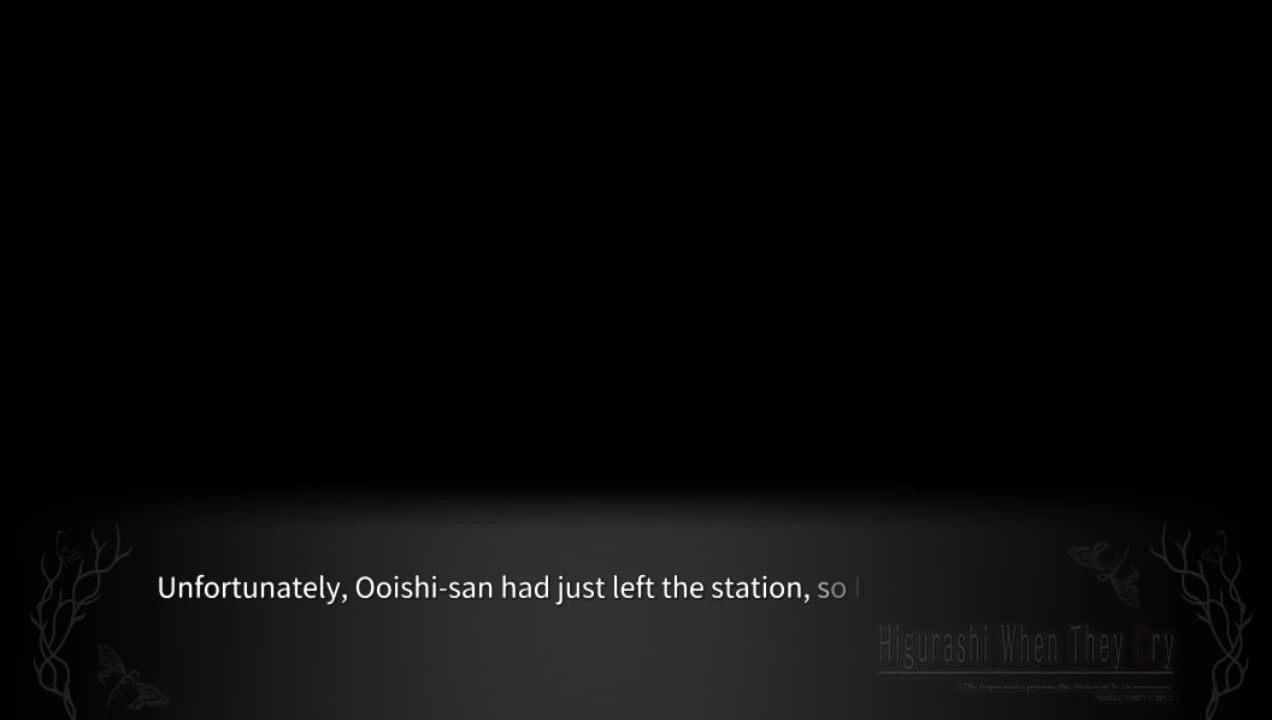 Unfortunately, Ooishi-san had just left the station, so I
Higurashi When They Cry